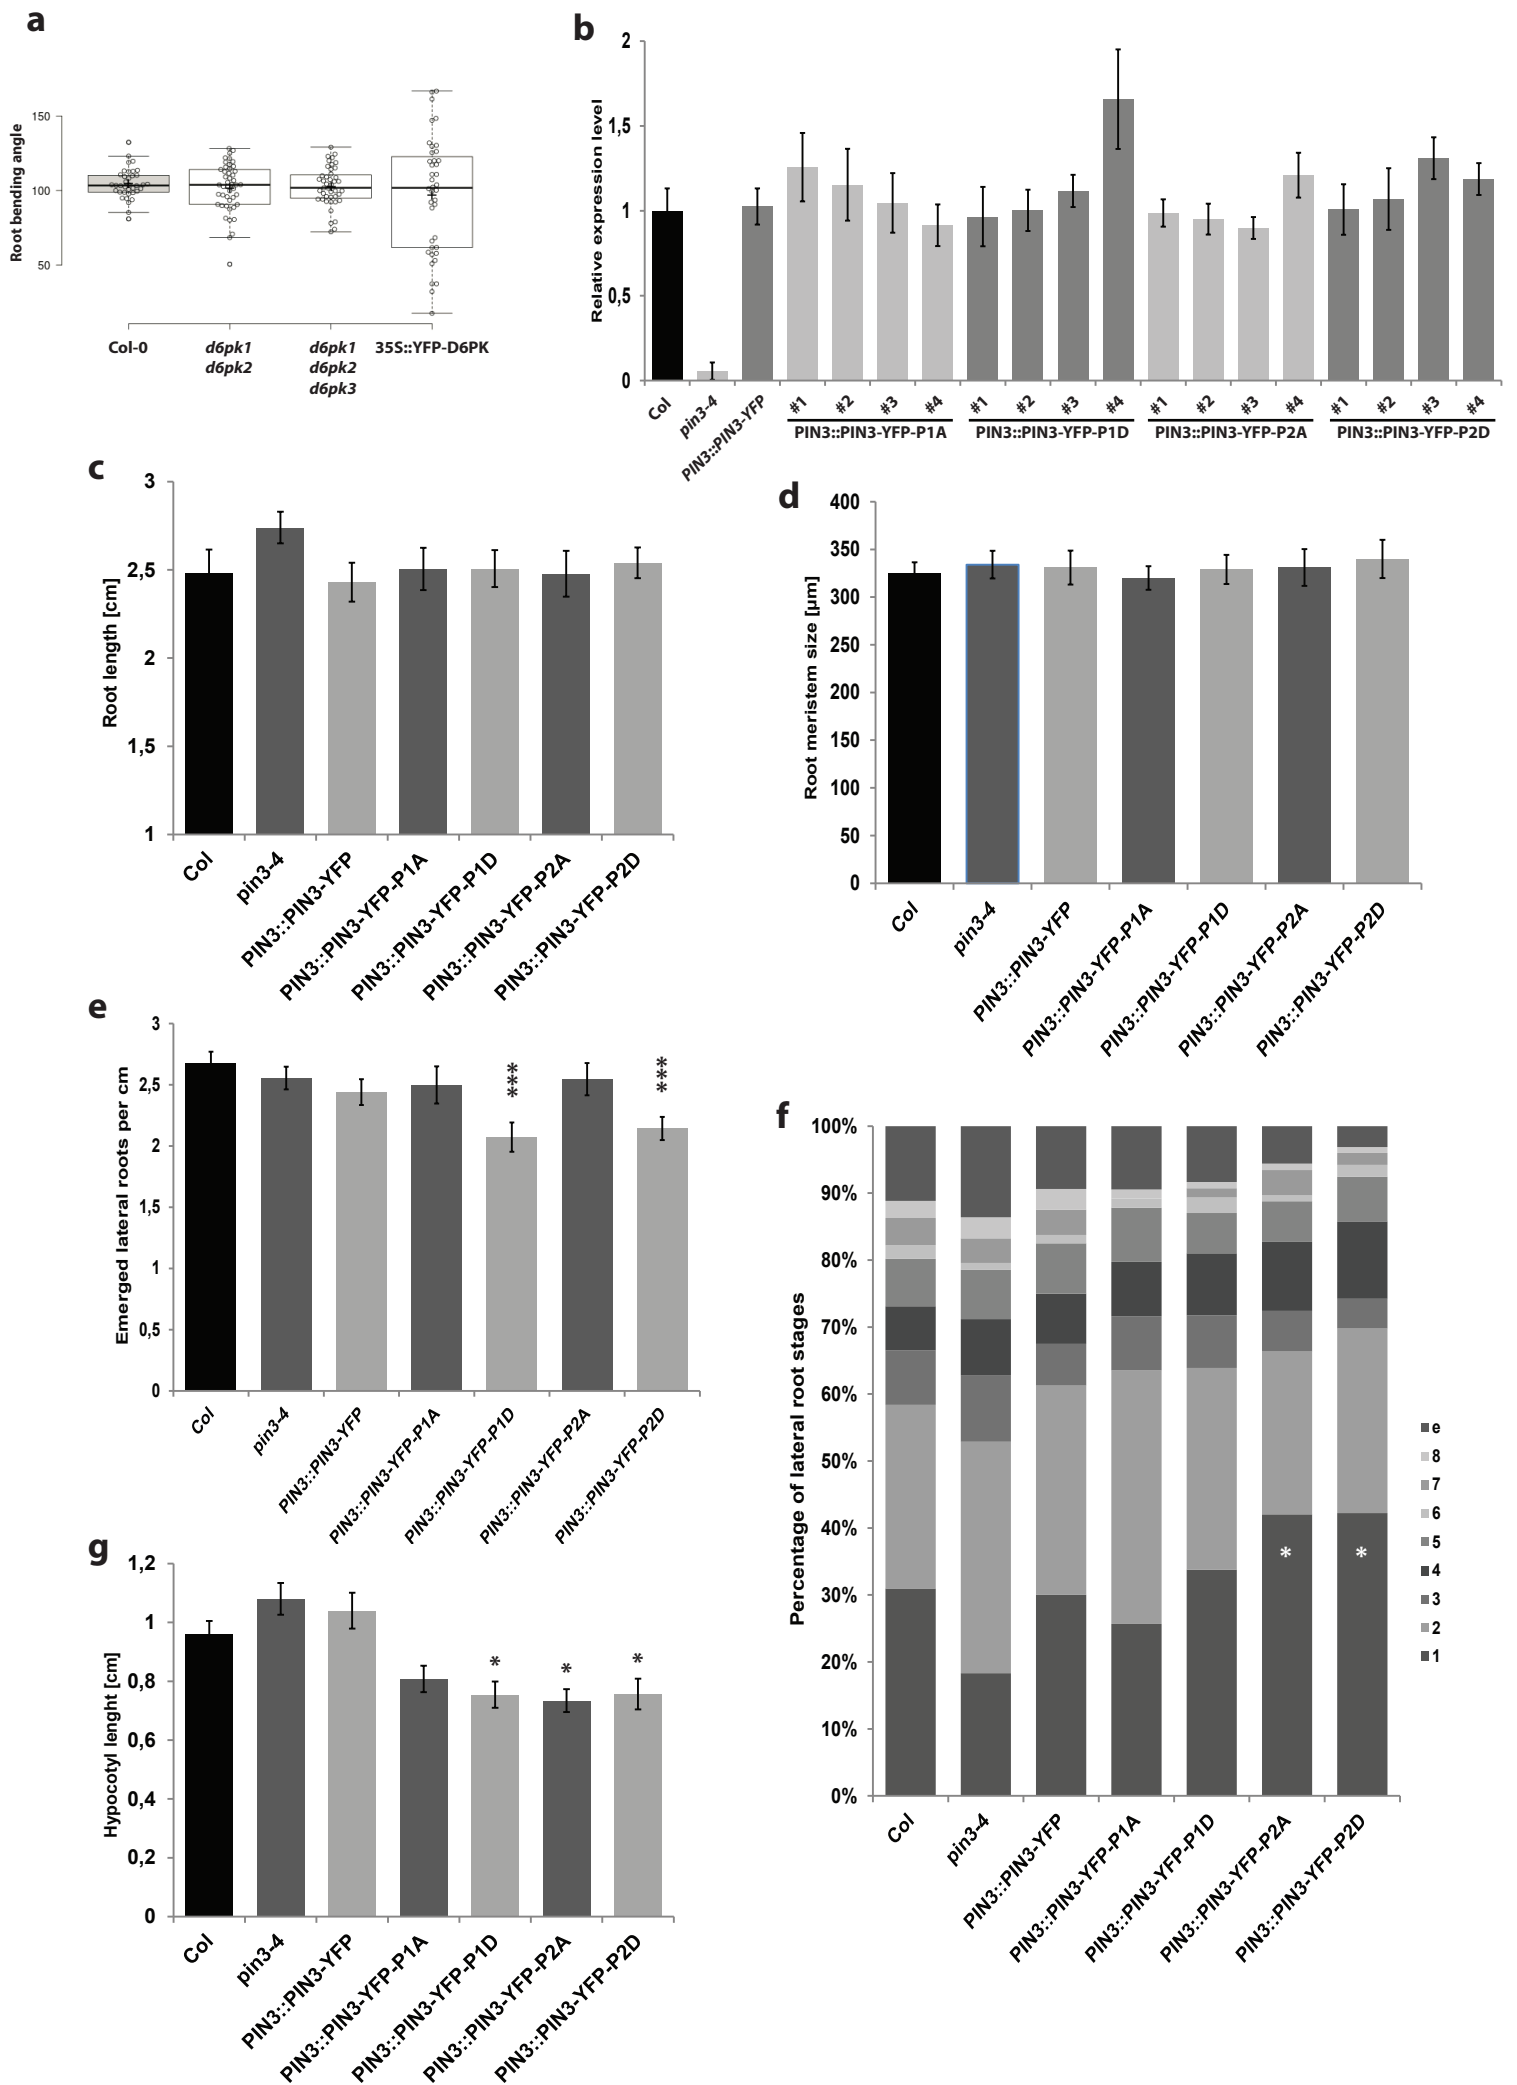 a
Root bending angle
150
100
50
Col-0
d6pk1
d6pk2
d6pk1
d6pk2
d6pk3
35S::YFP-D6PK
b
Relative expression level
2
1,5
1
0,5
0
Col
pin3-4
PIN3::PIN3-YFP
#1 #2 #3 #4
PIN3::PIN3-YFP-P1A
#1 #2 #3 #4
PIN3::PIN3-YFP-P1D
#1 #2 #3 #4
PIN3::PIN3-YFP-P2A
#1 #2 #3 #4
PIN3::PIN3-YFP-P2D
c
Root length [cm]
3
2,5
2
1,5
1
Col
pin3-4
PIN3::PIN3-YFP
PIN3::PIN3-YFP-P1A
PIN3::PIN3-YFP-P1D
PIN3::PIN3-YFP-P2A
PIN3::PIN3-YFP-P2D
d
Root meristem size [µm]
400
350
300
250
200
150
100
50
0
Col
pin3-4
PIN3::PIN3-YFP
PIN3::PIN3-YFP-P1A
PIN3::PIN3-YFP-P1D
PIN3::PIN3-YFP-P2A
PIN3::PIN3-YFP-P2D
e
Emerged lateral roots per cm
3
2,5
2
1,5
1
0,5
0
***
***
Col
pin3-4
PIN3::PIN3-YFP
PIN3::PIN3-YFP-P1A
PIN3::PIN3-YFP-P1D
PIN3::PIN3-YFP-P2A
PIN3::PIN3-YFP-P2D
f
Percentage of lateral root stages
100%
90%
80%
70%
60%
50%
40%
30%
20%
10%
0%
*
*
Col
pin3-4
PIN3::PIN3-YFP
PIN3::PIN3-YFP-P1A
PIN3::PIN3-YFP-P1D
PIN3::PIN3-YFP-P2A
PIN3::PIN3-YFP-P2D
e
8
7
6
5
4
3
2
1
g
Hypocotyl lenght [cm]
1,2
1
0,8
0,6
0,4
0,2
0
*
*
*
Col
pin3-4
PIN3::PIN3-YFP
PIN3::PIN3-YFP-P1A
PIN3::PIN3-YFP-P1D
PIN3::PIN3-YFP-P2A
PIN3::PIN3-YFP-P2D